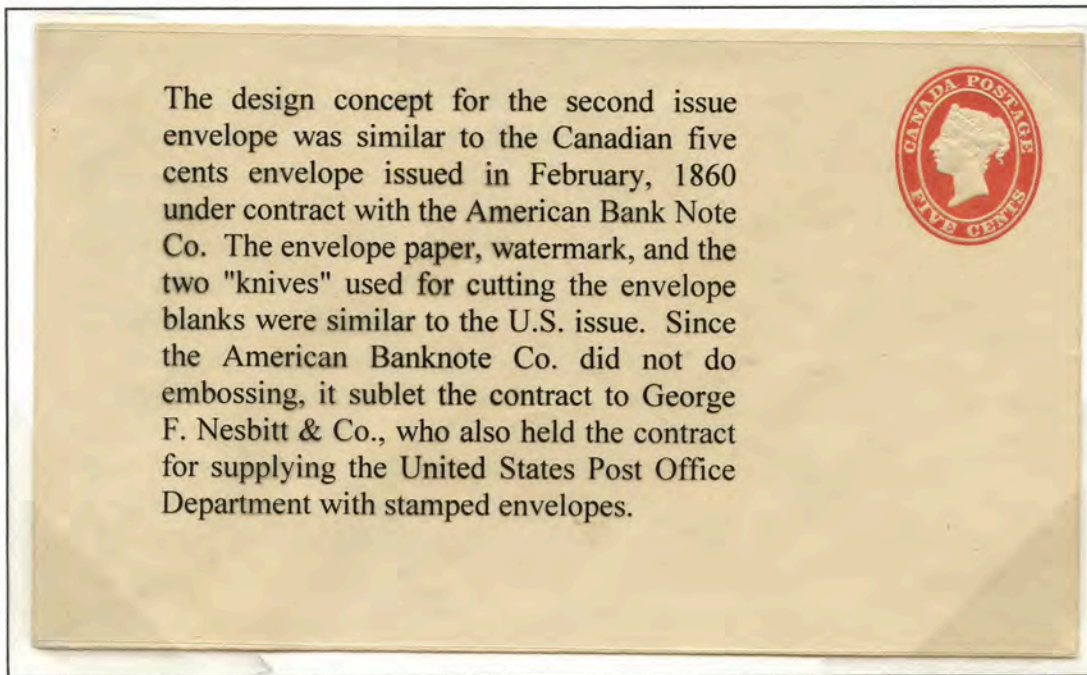 The design concept for the second issue
envelope was similar to the Canadian five
cents envelope issued in February, 1860
under contract with the American Bank Note
Co. The envelope paper, watermark, and the
two "knives" used for cutting the envelope
blanks were similar to the U.S. issue. Since
the American Banknote Co. did not do
embossing, it sublet the contract to George
F. Nesbitt & Co., who also held the contract
for supplying the United States Post Office
Department with stamped envelopes.
CANADA POSTAGE
FIVE CENTS